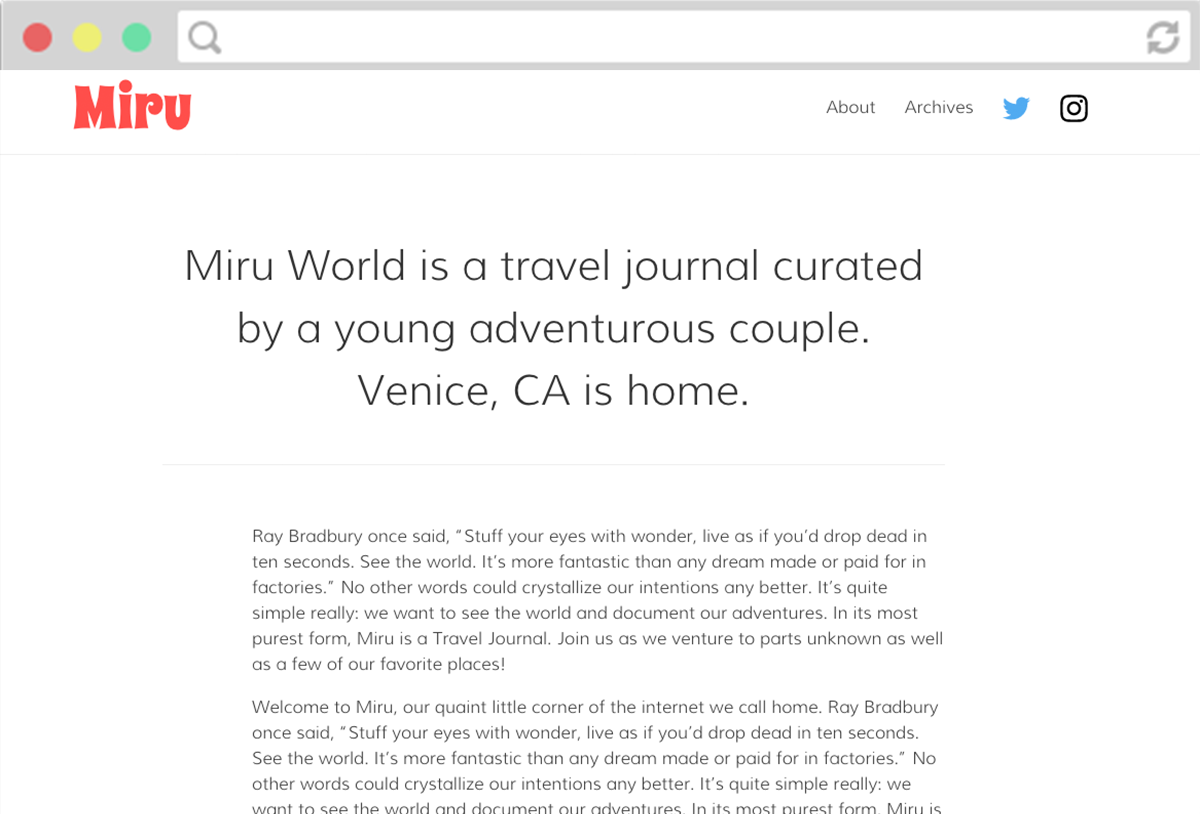 Miru
About Archives
Miru World is a travel journal curated
by a young adventurous couple.
Venice, CA is home.
Ray Bradbury once said, “Stuff your eyes with wonder, live as if you’d drop dead in
ten seconds. See the world. It’s more fantastic than any dream made or paid for in
factories.” No other words could crystallize our intentions any better. It’s quite
simple really: we want to see the world and document our adventures. In its most
purest form, Miru is a Travel Journal. Join us as we venture to parts unknown as well
as a few of our favorite places!
Welcome to Miru, our quaint little corner of the internet we call home. Ray Bradbury
once said, “Stuff your eyes with wonder, live as if you’d drop dead in ten seconds.
See the world. It’s more fantastic than any dream made or paid for in factories.” No
other words could crystallize our intentions any better. It’s quite simple really: we
want to see the world and document our adventures. In its most purest form, Miru is